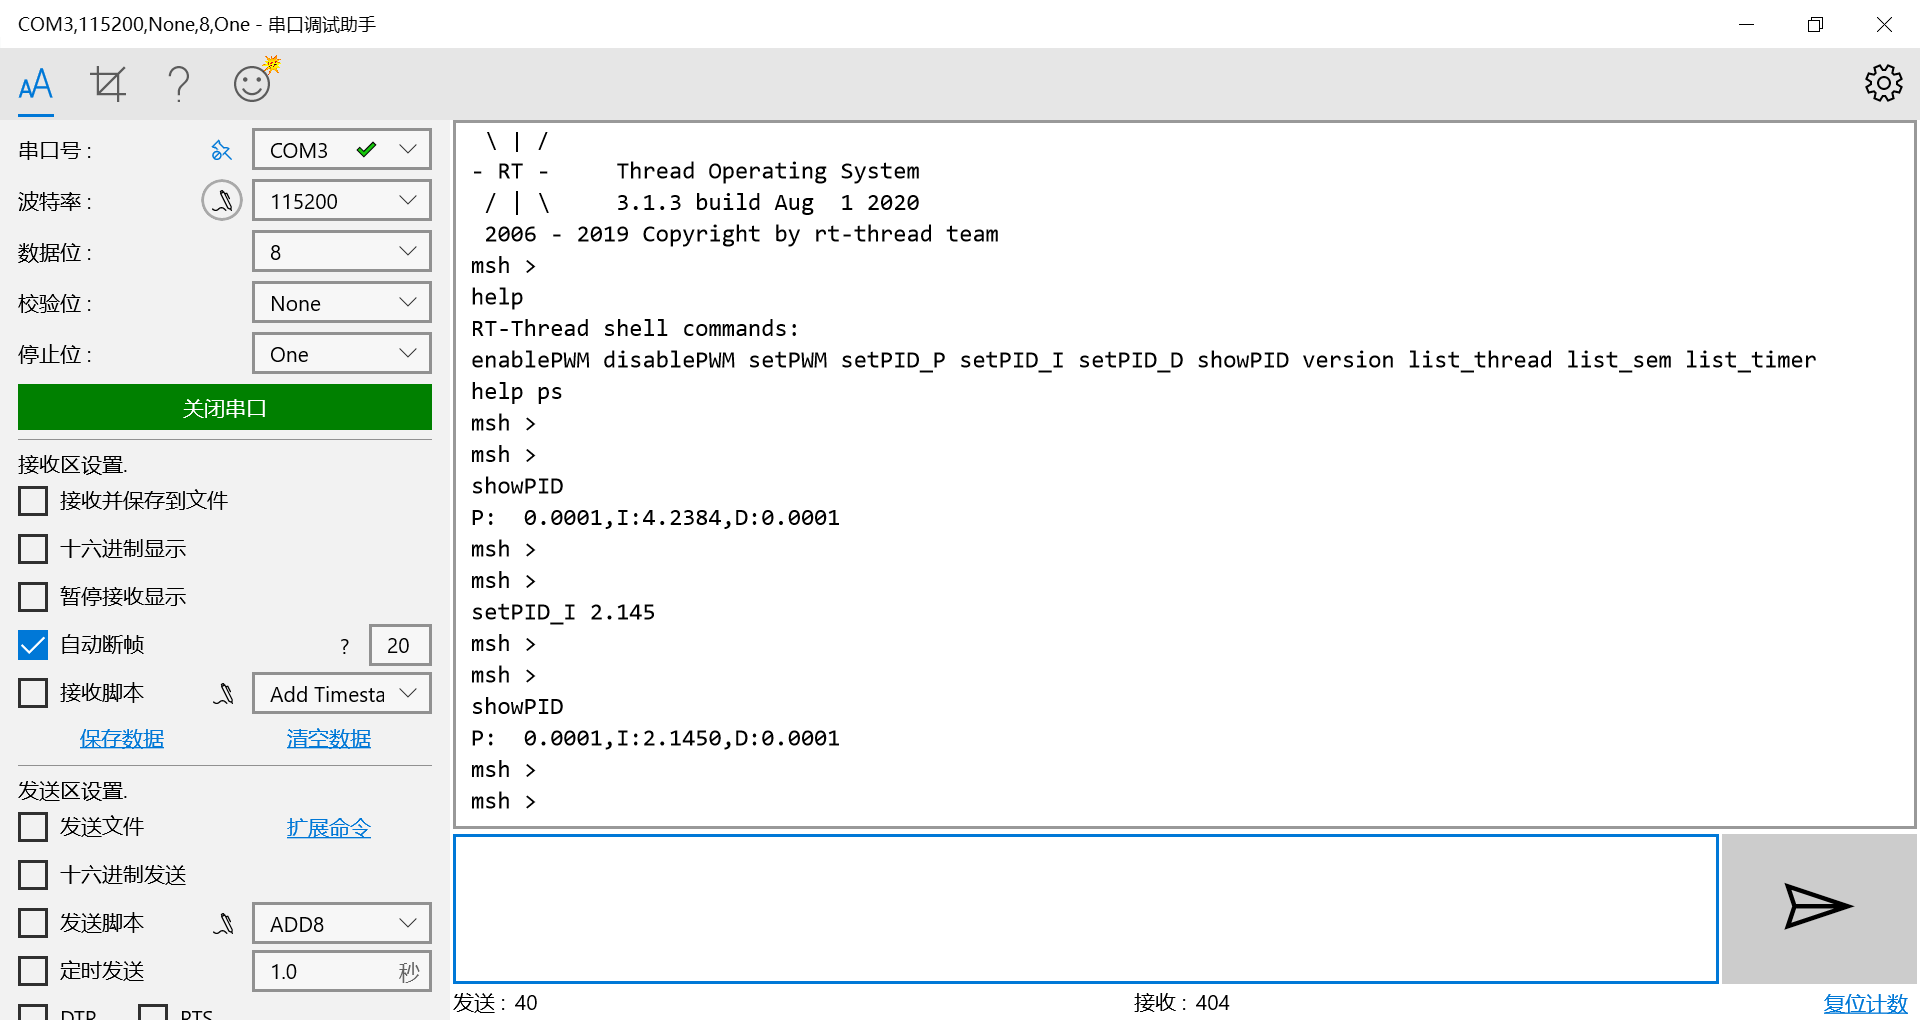 COM3,115200,None,8,One - 串口调试助手
串口号 :
COM3
波特率 :
115200
数据位 :
8
校验位 :
None
停止位 :
One
关闭串口
接收区设置.
接收并保存到文件
十六进制显示
暂停接收显示
自动断帧 ? 20
接收脚本 Add Timesta
保存数据 清空数据
发送区设置.
发送文件 扩展命令
十六进制发送
发送脚本 ADD8
定时发送 1.0 秒
DTR RTS
\ | /
- RT -     Thread Operating System
/ | \     3.1.3 build Aug  1 2020
2006 - 2019 Copyright by rt-thread team
msh >
help
RT-Thread shell commands:
enablePWM disablePWM setPWM setPID_P setPID_I setPID_D showPID version list_thread list_sem list_timer
help ps
msh >
msh >
showPID
P:  0.0001,I:4.2384,D:0.0001
msh >
msh >
setPID_I 2.145
msh >
msh >
showPID
P:  0.0001,I:2.1450,D:0.0001
msh >
msh >
发送 : 40
接收 : 404
复位计数